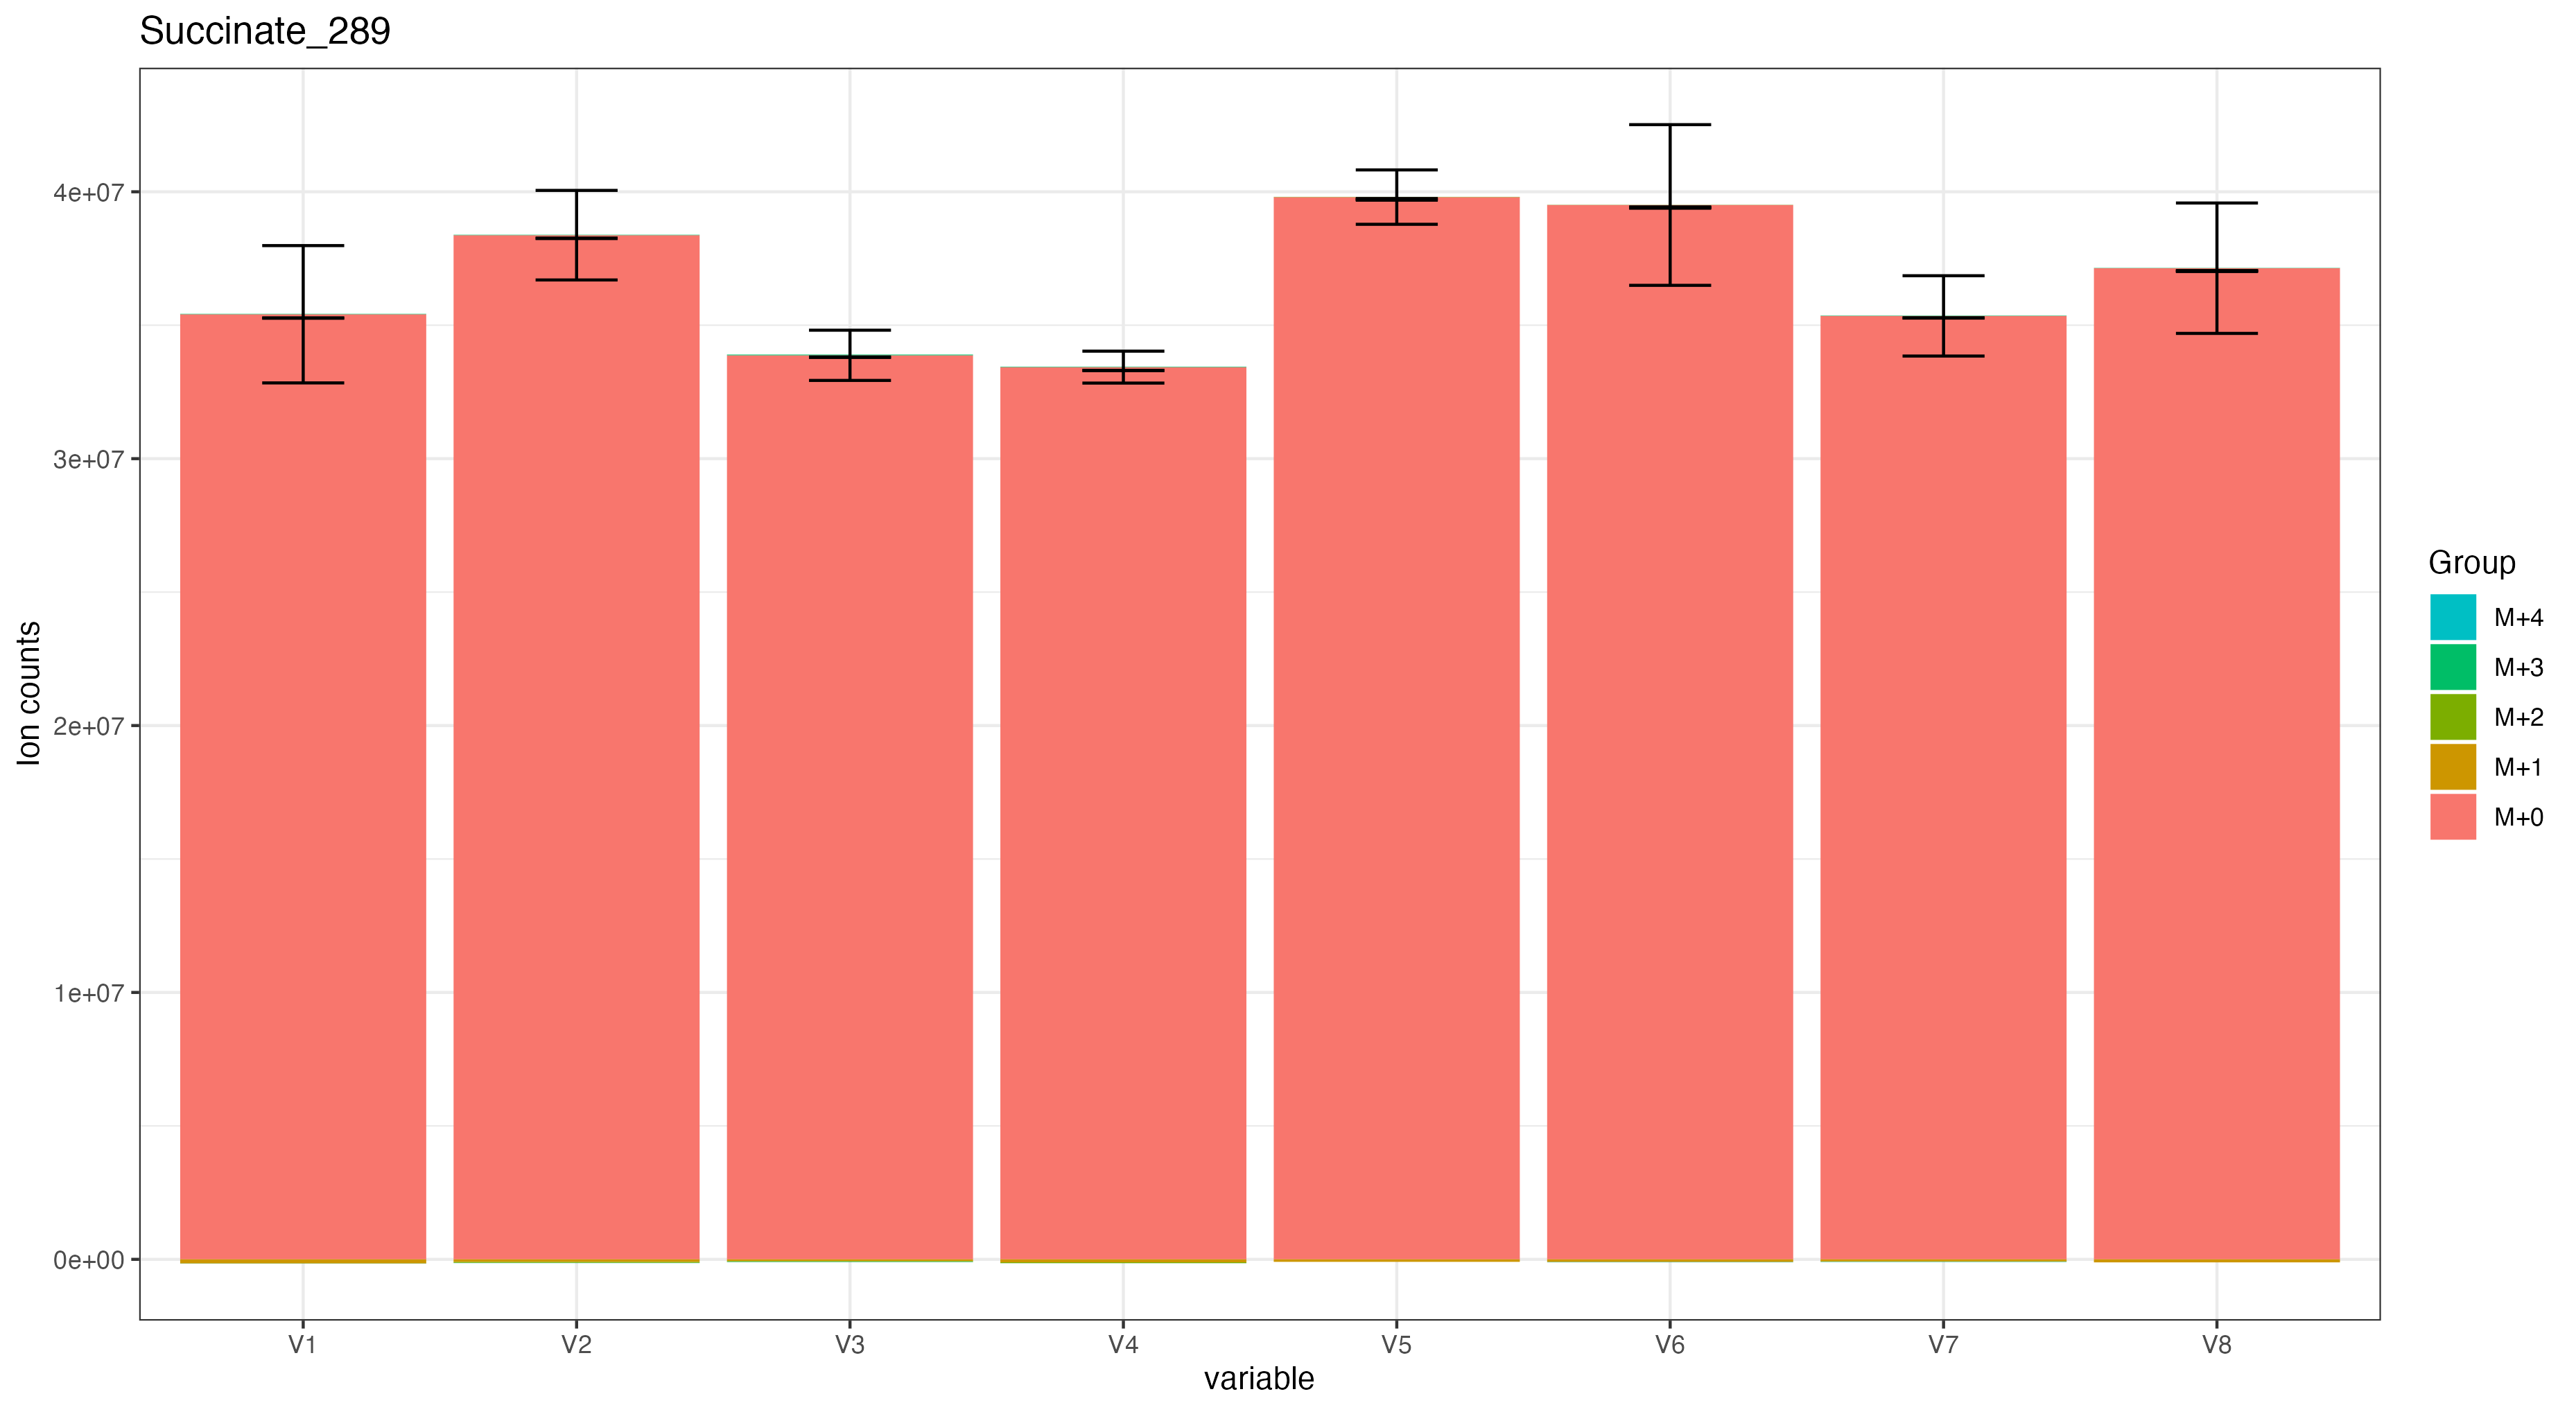 Succinate_289
Ion counts
4e+07
3e+07
2e+07
1e+07
0e+00
V1 V2 V3 V4 V5 V6 V7 V8
variable
Group
M+4
M+3
M+2
M+1
M+0